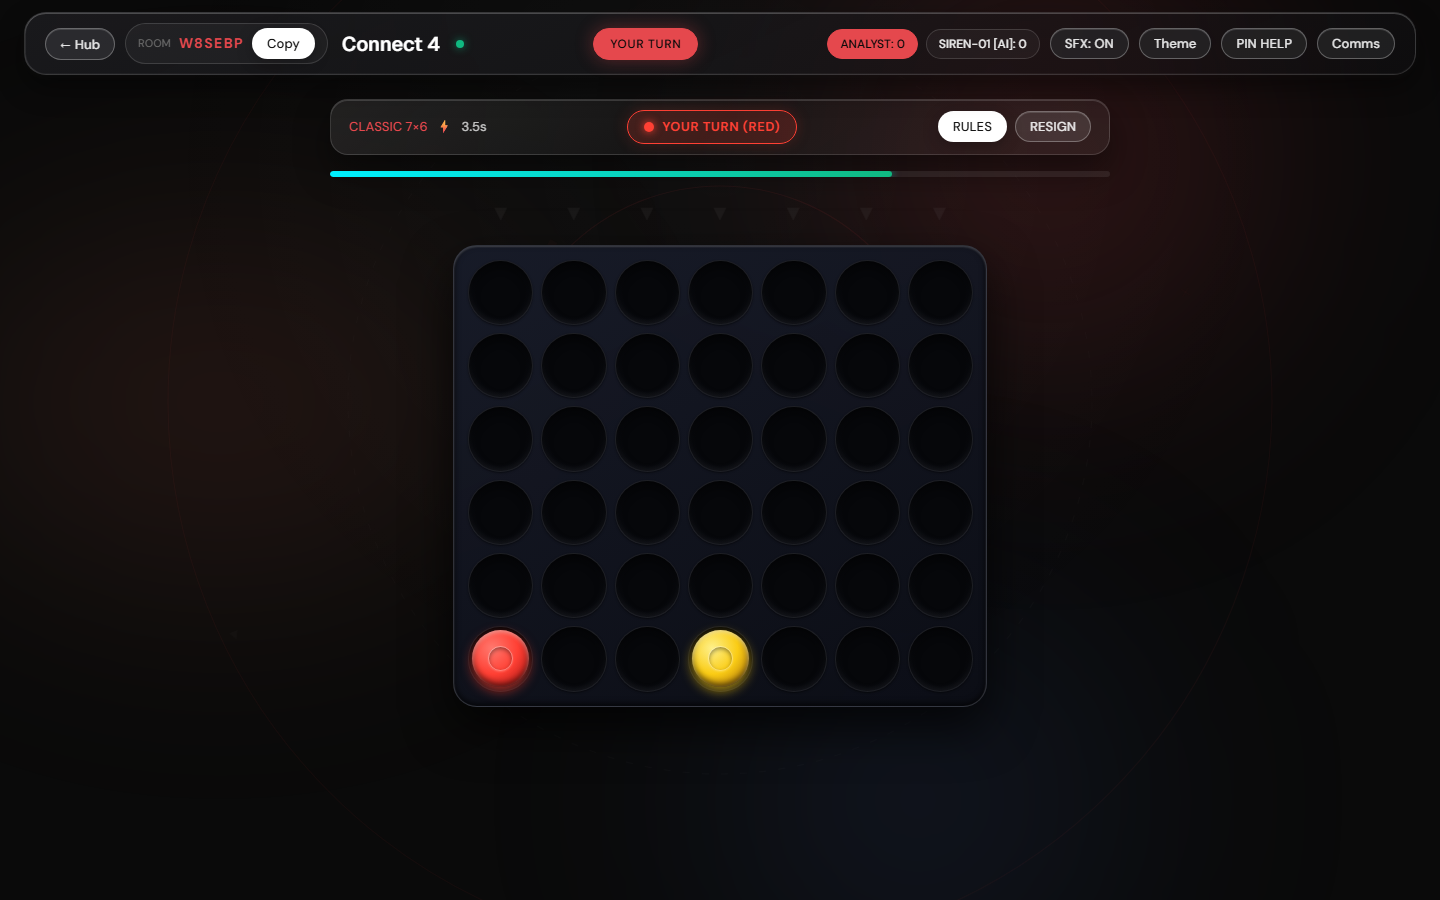 ← Hub
ROOM W8SEBP Copy
Connect 4
YOUR TURN
ANALYST: 0
SIREN-01 [AI]: 0
SFX: ON
Theme
PIN HELP
Comms
CLASSIC 7×6 3.5s
YOUR TURN (RED)
RULES
RESIGN